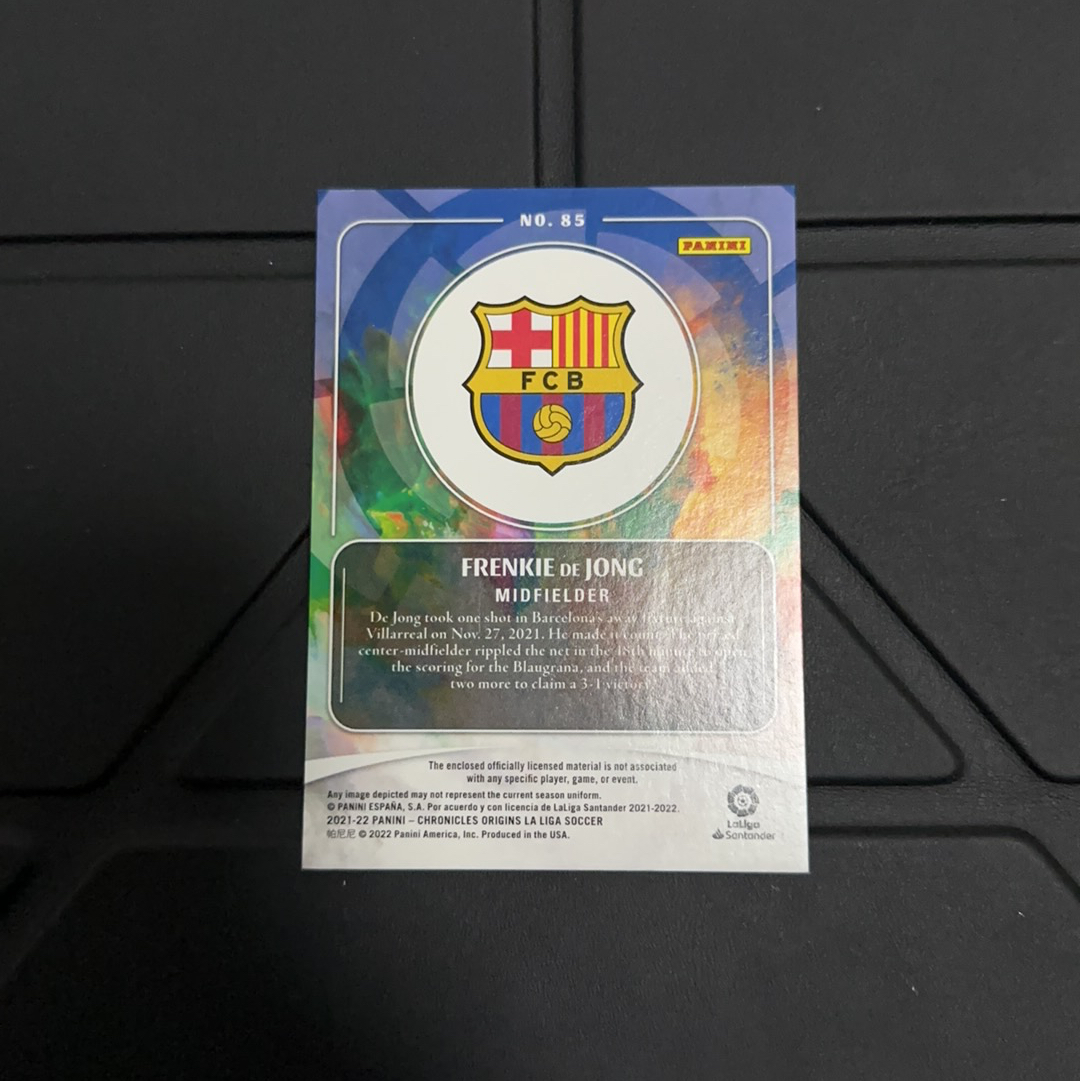 NO. 85
PANINI
FCB
FRENKIE DE JONG
MIDFIELDER
De Jong took one shot in Barcelona's away fixture against
Villarreal on Nov. 27, 2021. He made it count. The
center-midfielder rippled the net in the 48th minute to open
the scoring for the Blaugrana, and the team added
two more to claim a 3-1 victory.
The enclosed officially licensed material is not associated
with any specific player, game, or event.
Any image depicted may not represent the current season uniform.
© PANINI ESPAÑA, S.A. Por acuerdo y con licencia de LaLiga Santander 2021-2022.
2021-22 PANINI – CHRONICLES ORIGINS LA LIGA SOCCER
帕尼尼 © 2022 Panini America, Inc. Produced in the USA.
LaLiga
Santander